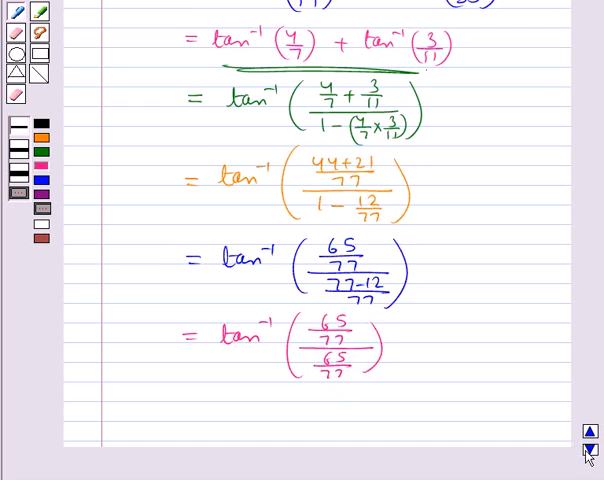 = tan⁻¹ (4/7) + tan⁻¹ (3/11)
= tan⁻¹ ((4/7 + 3/11)/(1 − (4/7 × 3/11)))
= tan⁻¹ (((44+21)/77)/(1 − 12/77))
= tan⁻¹ ((65/77)/((77−12)/77))
= tan⁻¹ ((65/77)/(65/77))